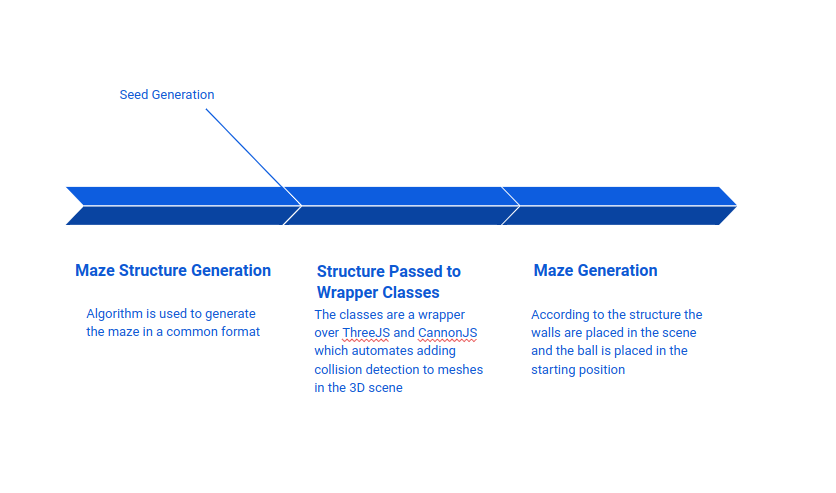 Seed Generation
Maze Structure Generation
Algorithm is used to generate
the maze in a common format
Structure Passed to
Wrapper Classes
The classes are a wrapper
over ThreeJS and CannonJS
which automates adding
collision detection to meshes
in the 3D scene
Maze Generation
According to the structure the
walls are placed in the scene
and the ball is placed in the
starting position